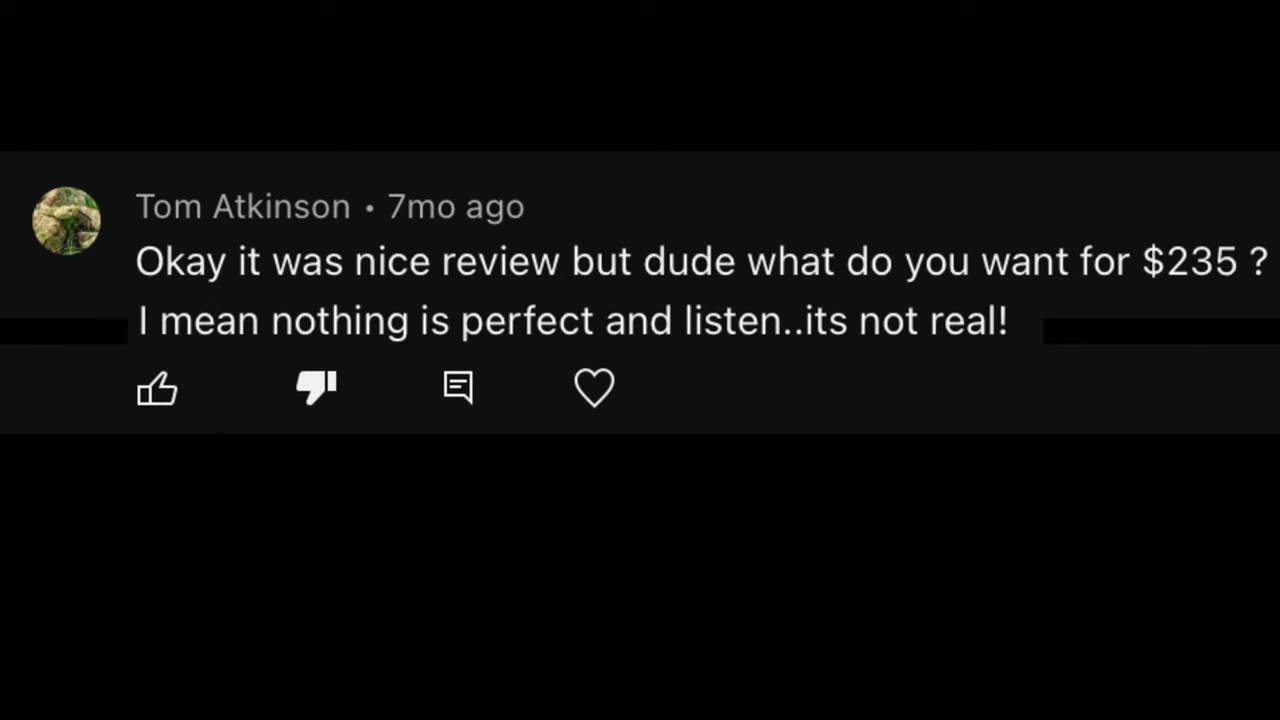 Tom Atkinson • 7mo ago
Okay it was nice review but dude what do you want for $235 ?
I mean nothing is perfect and listen..its not real!